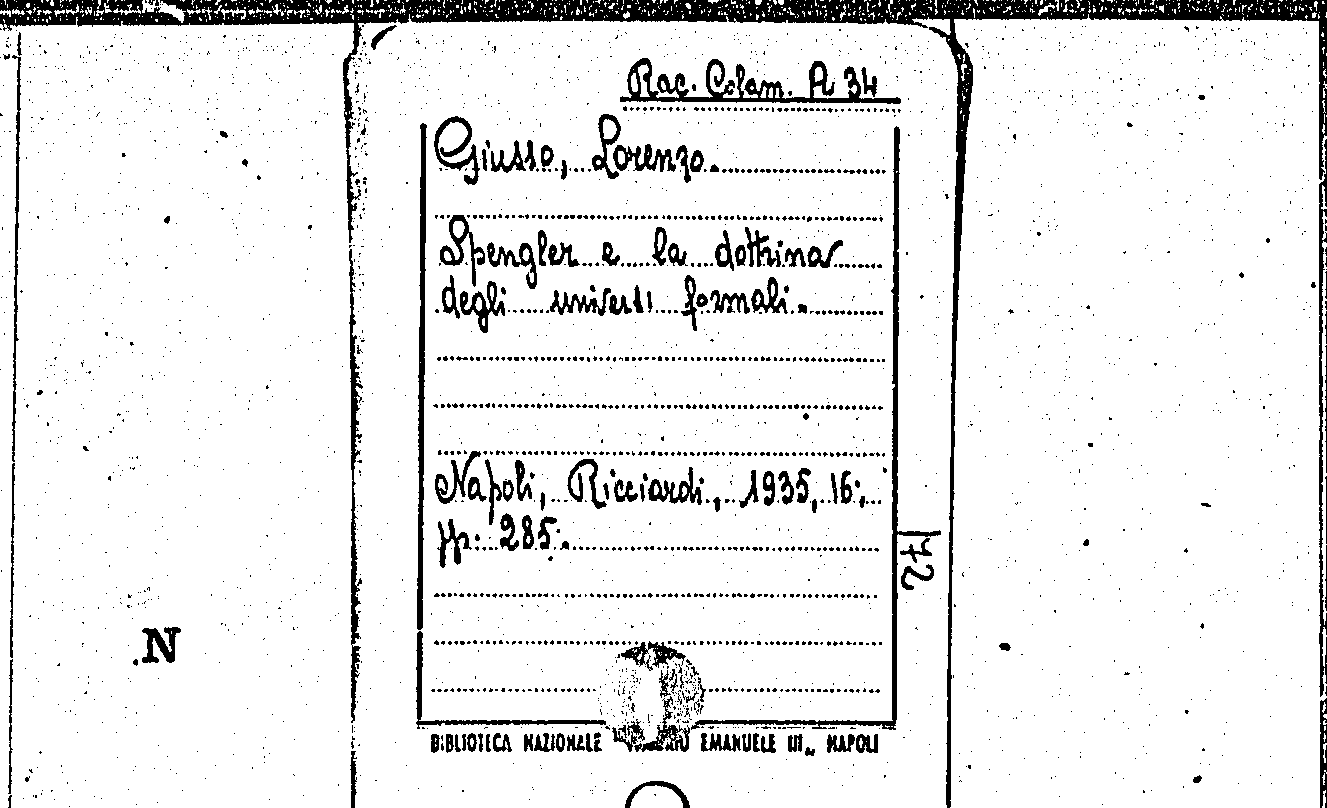 Rac. Colam. A 34
Giusso, Lorenzo.
Spengler e la dottrina
degli universi formali.
Napoli, Ricciardi, 1935, 16°,
pp. 285.
172
.N
BIBLIOTECA NAZIONALE EMANUELE III„ NAPOLI